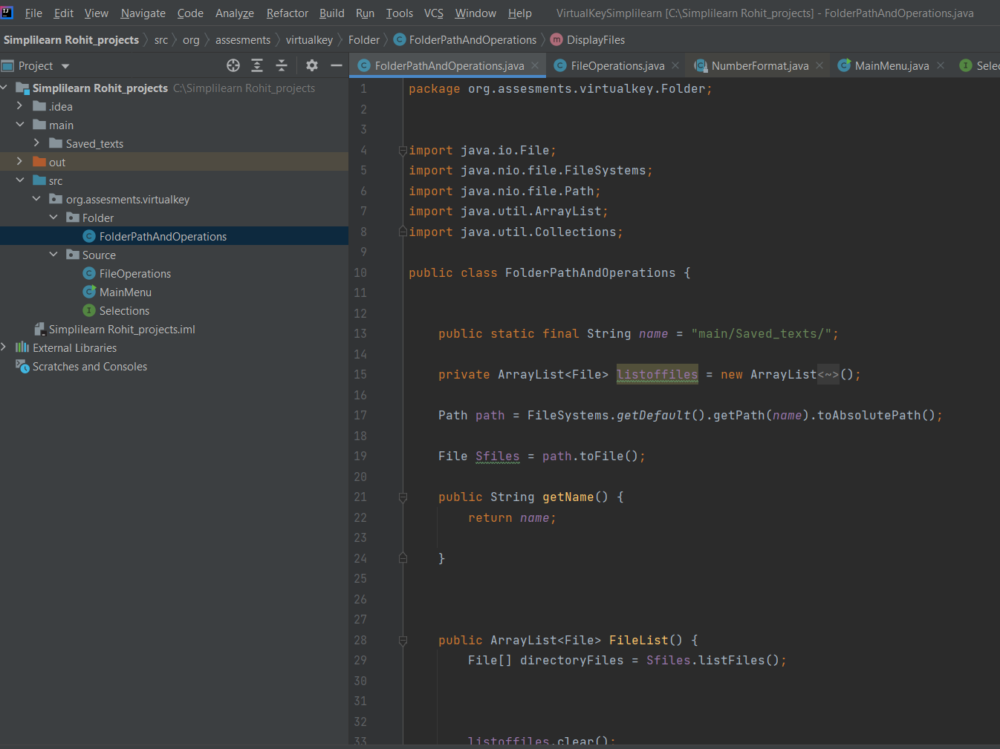 File Edit View Navigate Code Analyze Refactor Build Run Tools VCS Window Help VirtualKeySimplilearn [C:\Simplilearn Rohit_projects] - FolderPathAndOperations.java
Simplilearn Rohit_projects src org assesments virtualkey Folder FolderPathAndOperations DisplayFiles
Project
Simplilearn Rohit_projects C:\Simplilearn Rohit_projects
.idea
main
Saved_texts
out
src
org.assesments.virtualkey
Folder
FolderPathAndOperations
Source
FileOperations
MainMenu
Selections
Simplilearn Rohit_projects.iml
External Libraries
Scratches and Consoles
FolderPathAndOperations.java FileOperations.java NumberFormat.java MainMenu.java Selec
1 package org.assesments.virtualkey.Folder;
2
3
4 import java.io.File;
5 import java.nio.file.FileSystems;
6 import java.nio.file.Path;
7 import java.util.ArrayList;
8 import java.util.Collections;
9
10 public class FolderPathAndOperations {
11
12
13 public static final String name = "main/Saved_texts/";
14
15 private ArrayList<File> listoffiles = new ArrayList<~>();
16
17 Path path = FileSystems.getDefault().getPath(name).toAbsolutePath();
18
19 File Sfiles = path.toFile();
20
21 public String getName() {
22 return name;
23
24 }
25
26
27
28 public ArrayList<File> FileList() {
29 File[] directoryFiles = Sfiles.listFiles();
30
31
32
33 listoffiles.clear();